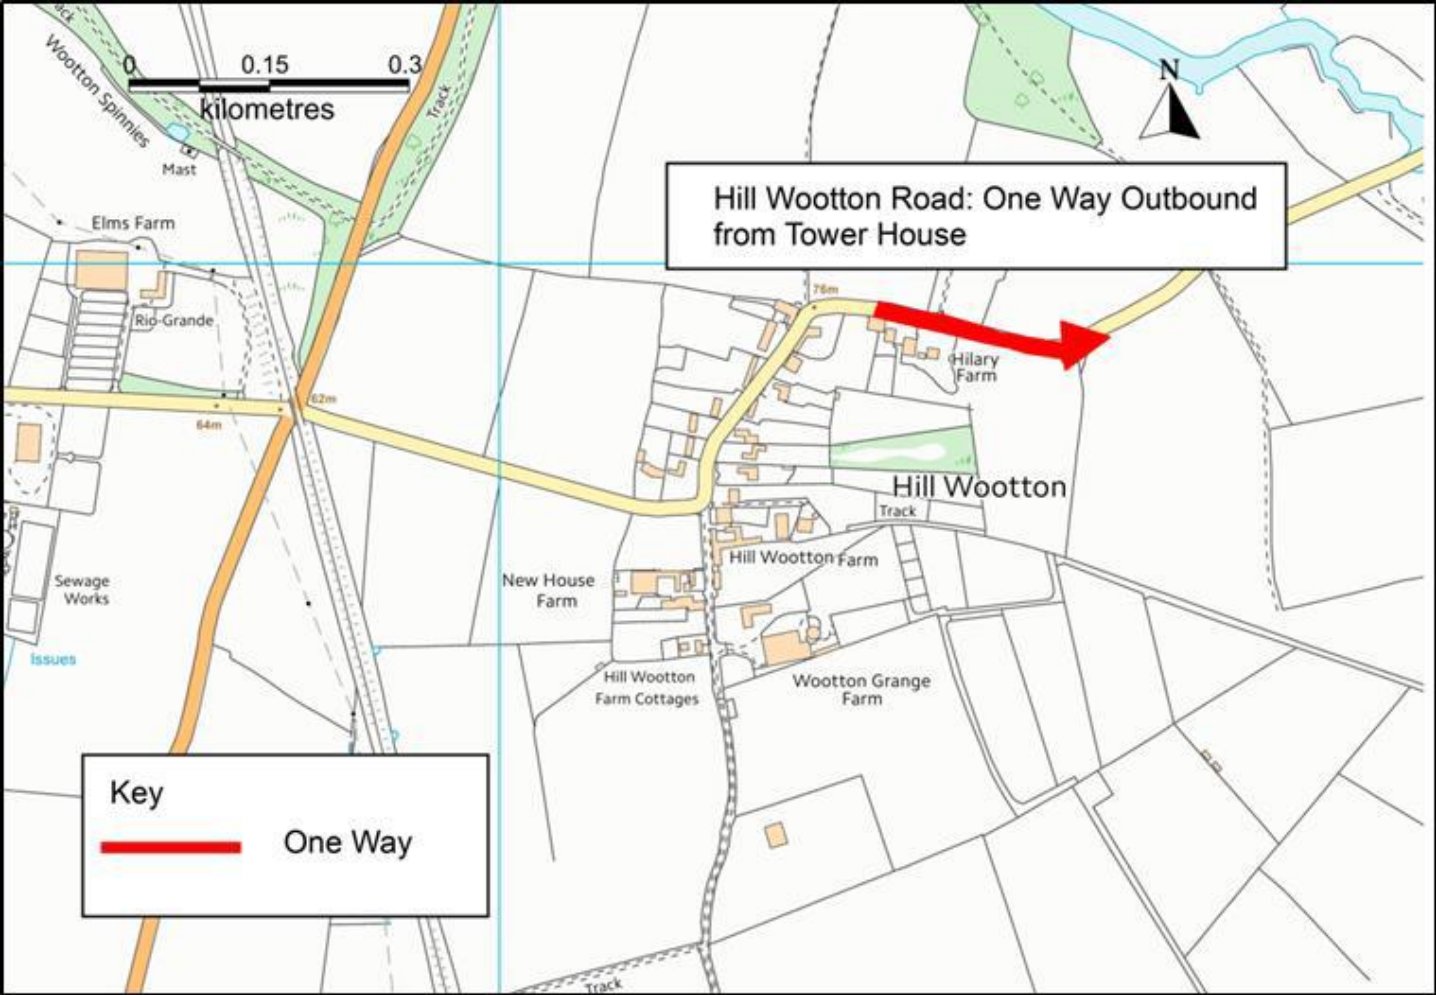 ack
Wootton Spinnies
0 0.15 0.3
kilometres
Track
Mast
N
Hill Wootton Road: One Way Outbound
from Tower House
Elms Farm
Rio-Grande
76m
Hilary
Farm
62m
64m
Hill Wootton
Track
Hill Wootton Farm
New House
Farm
Sewage
Works
Issues
Hill Wootton
Farm Cottages
Wootton Grange
Farm
Key
One Way
Track